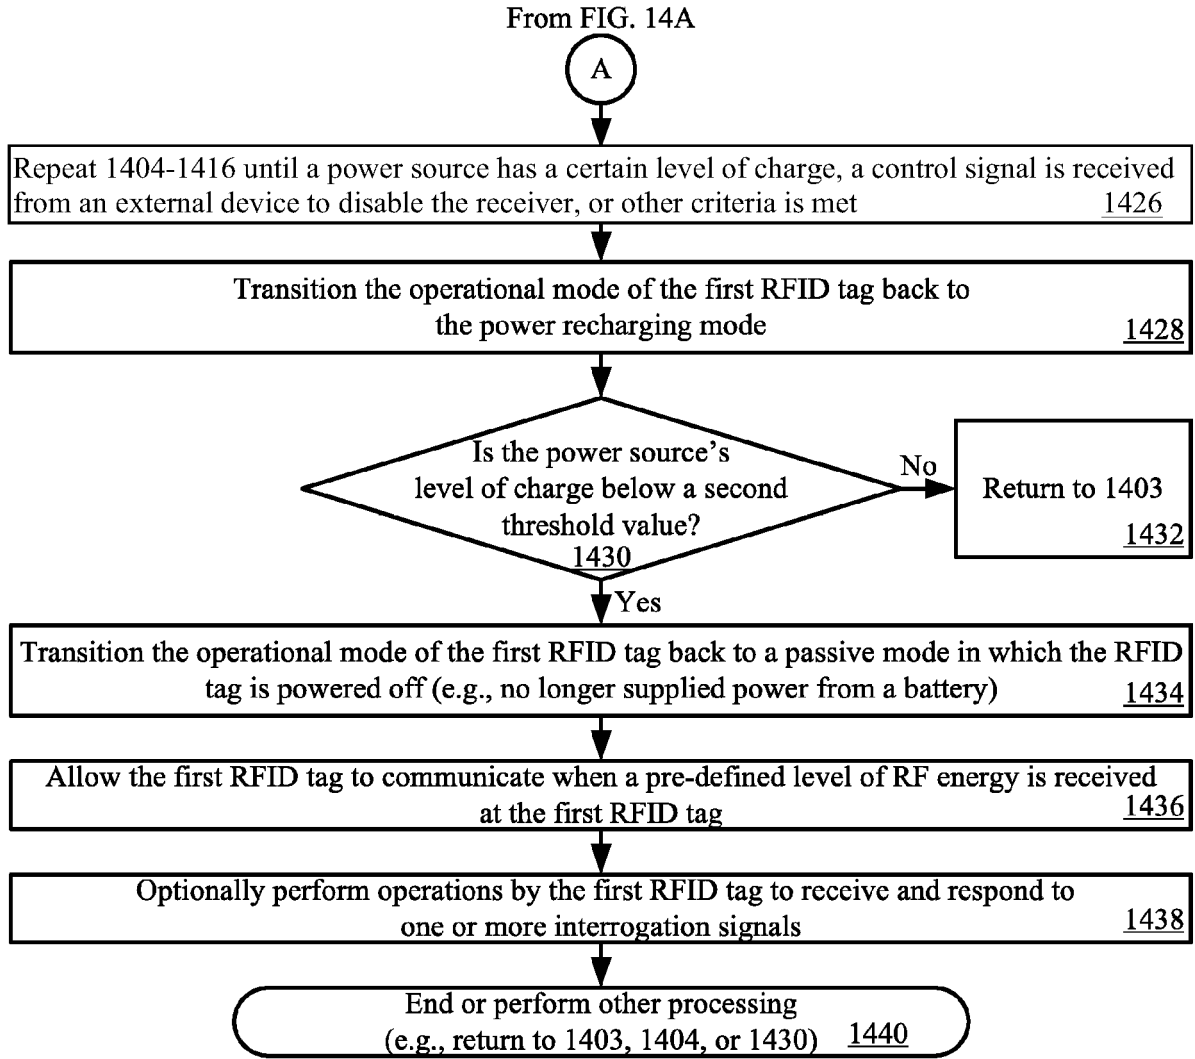 From FIG. 14A
A
Repeat 1404-1416 until a power source has a certain level of charge, a control signal is received
from an external device to disable the receiver, or other criteria is met
1426
Transition the operational mode of the first RFID tag back to
the power recharging mode
1428
Is the power source's
level of charge below a second
threshold value?
1430
No
Return to 1403
1432
Yes
Transition the operational mode of the first RFID tag back to a passive mode in which the RFID
tag is powered off (e.g., no longer supplied power from a battery)
1434
Allow the first RFID tag to communicate when a pre-defined level of RF energy is received
at the first RFID tag
1436
Optionally perform operations by the first RFID tag to receive and respond to
one or more interrogation signals
1438
End or perform other processing
(e.g., return to 1403, 1404, or 1430)
1440